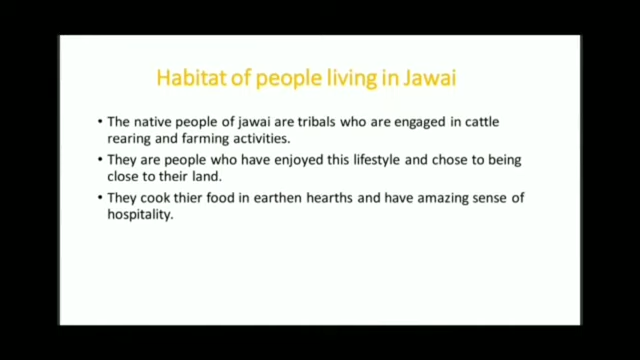 Habitat of people living in Jawai
• The native people of jawai are tribals who are engaged in cattle
rearing and farming activities.
• They are people who have enjoyed this lifestyle and chose to being
close to their land.
• They cook thier food in earthen hearths and have amazing sense of
hospitality.